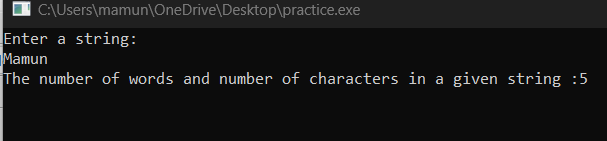 C:\Users\mamun\OneDrive\Desktop\practice.exe
Enter a string:
Mamun
The number of words and number of characters in a given string :5